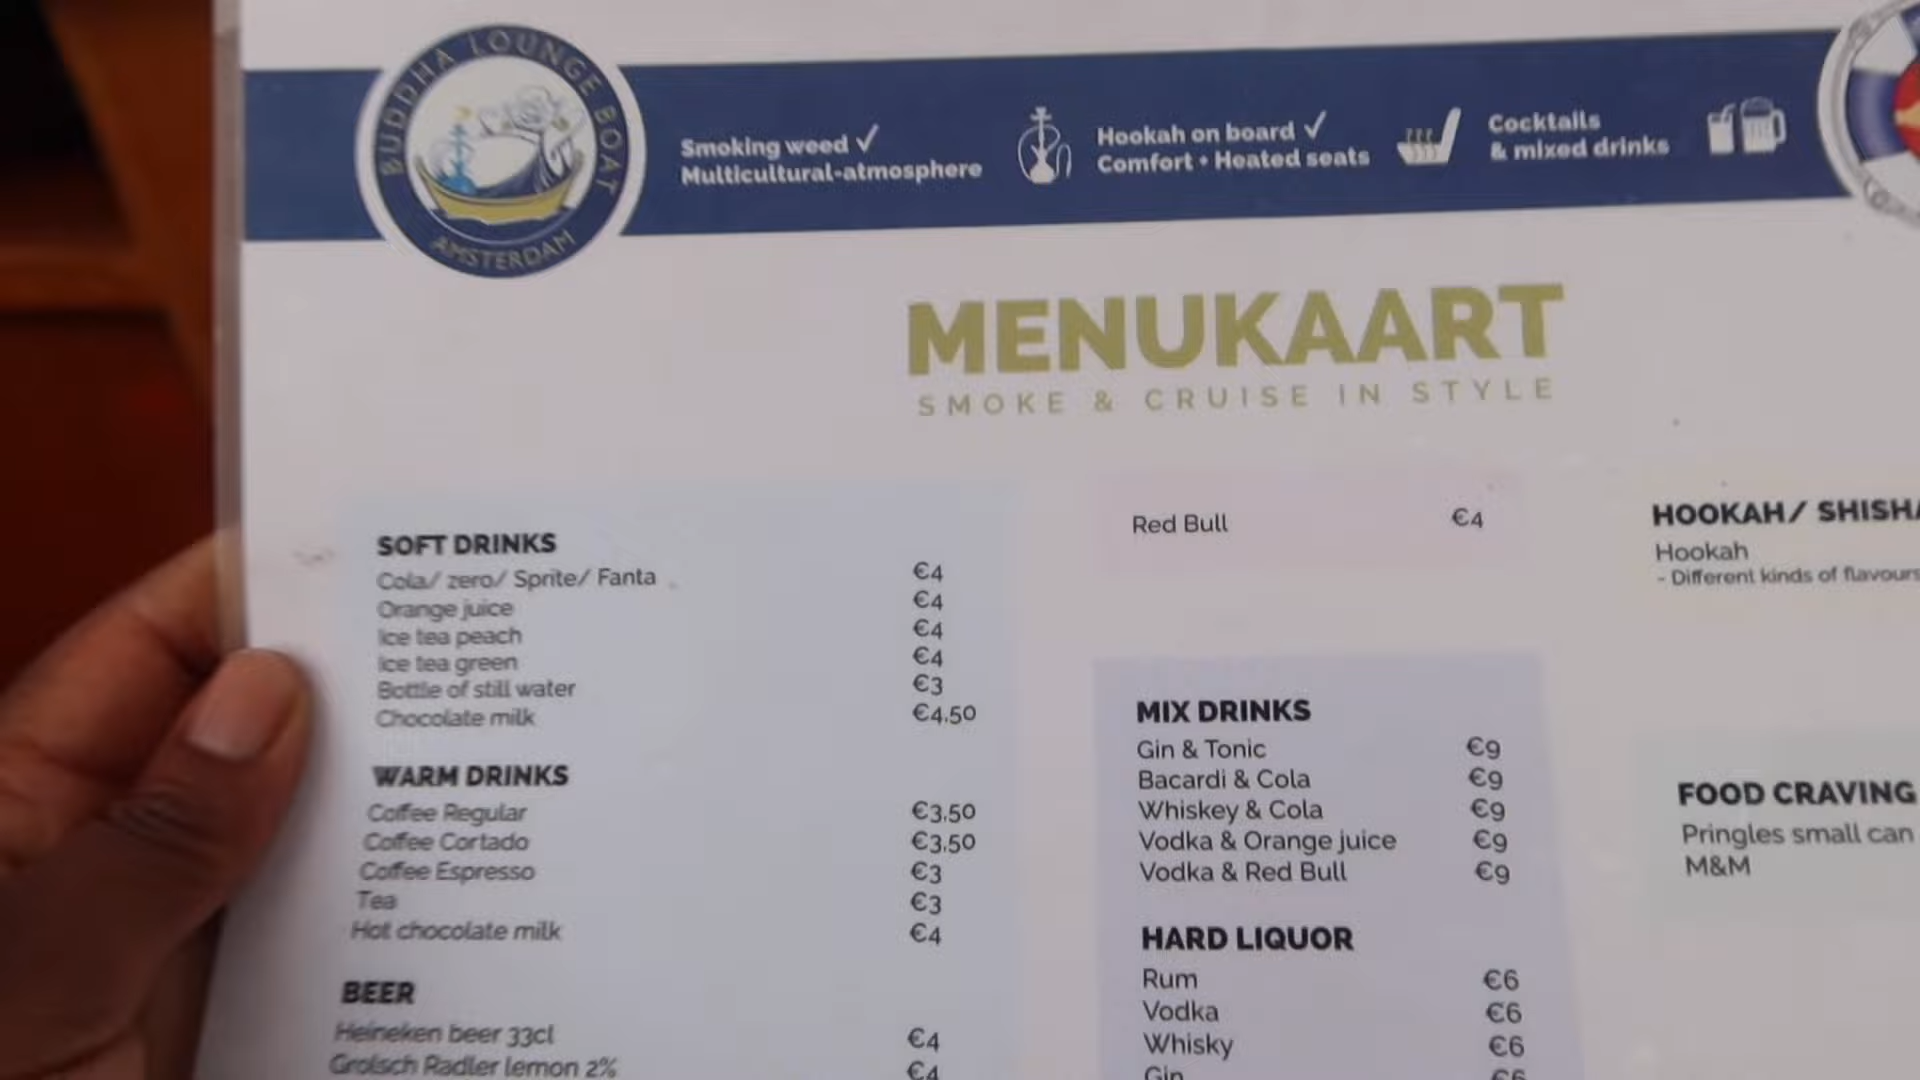 BUDDHA LOUNGE BOAT
AMSTERDAM
Smoking weed
Multicultural-atmosphere
Hookah on board
Comfort • Heated seats
Cocktails
& mixed drinks
MENUKAART
SMOKE & CRUISE IN STYLE
SOFT DRINKS
Cola/ zero/ Sprite/ Fanta €4
Orange juice €4
Ice tea peach €4
Ice tea green €4
Bottle of still water €3
Chocolate milk €4.50
WARM DRINKS
Coffee Regular €3.50
Coffee Cortado €3.50
Coffee Espresso €3
Tea €3
Hot chocolate milk €4
BEER
Heineken beer 33cl €4
Grolsch Radler lemon 2% €4
Red Bull €4
MIX DRINKS
Gin & Tonic €9
Bacardi & Cola €9
Whiskey & Cola €9
Vodka & Orange juice €9
Vodka & Red Bull €9
HARD LIQUOR
Rum €6
Vodka €6
Whisky €6
Gin €6
HOOKAH/ SHISHA
Hookah
- Different kinds of flavours
FOOD CRAVING
Pringles small can
M&M